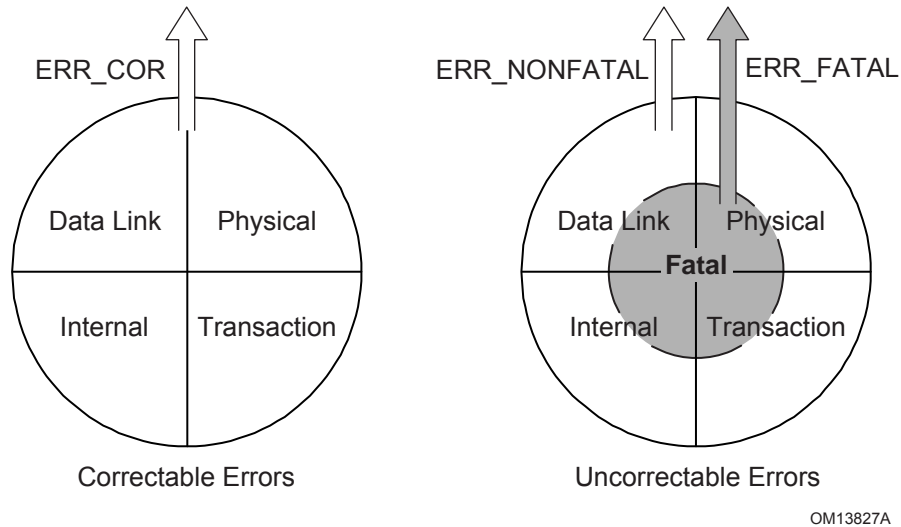 ERR_COR
ERR_NONFATAL
ERR_FATAL
Data Link
Physical
Internal
Transaction
Correctable Errors
Data Link
Physical
Fatal
Internal
Transaction
Uncorrectable Errors
OM13827A